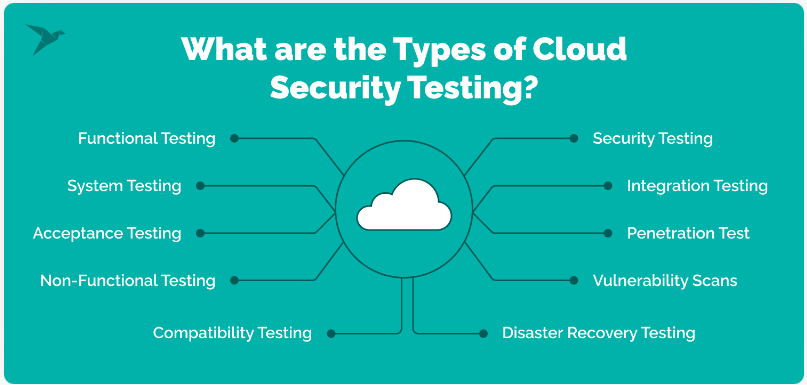 What are the Types of Cloud
Security Testing?
Functional Testing
System Testing
Acceptance Testing
Non-Functional Testing
Compatibility Testing
Security Testing
Integration Testing
Penetration Test
Vulnerability Scans
Disaster Recovery Testing